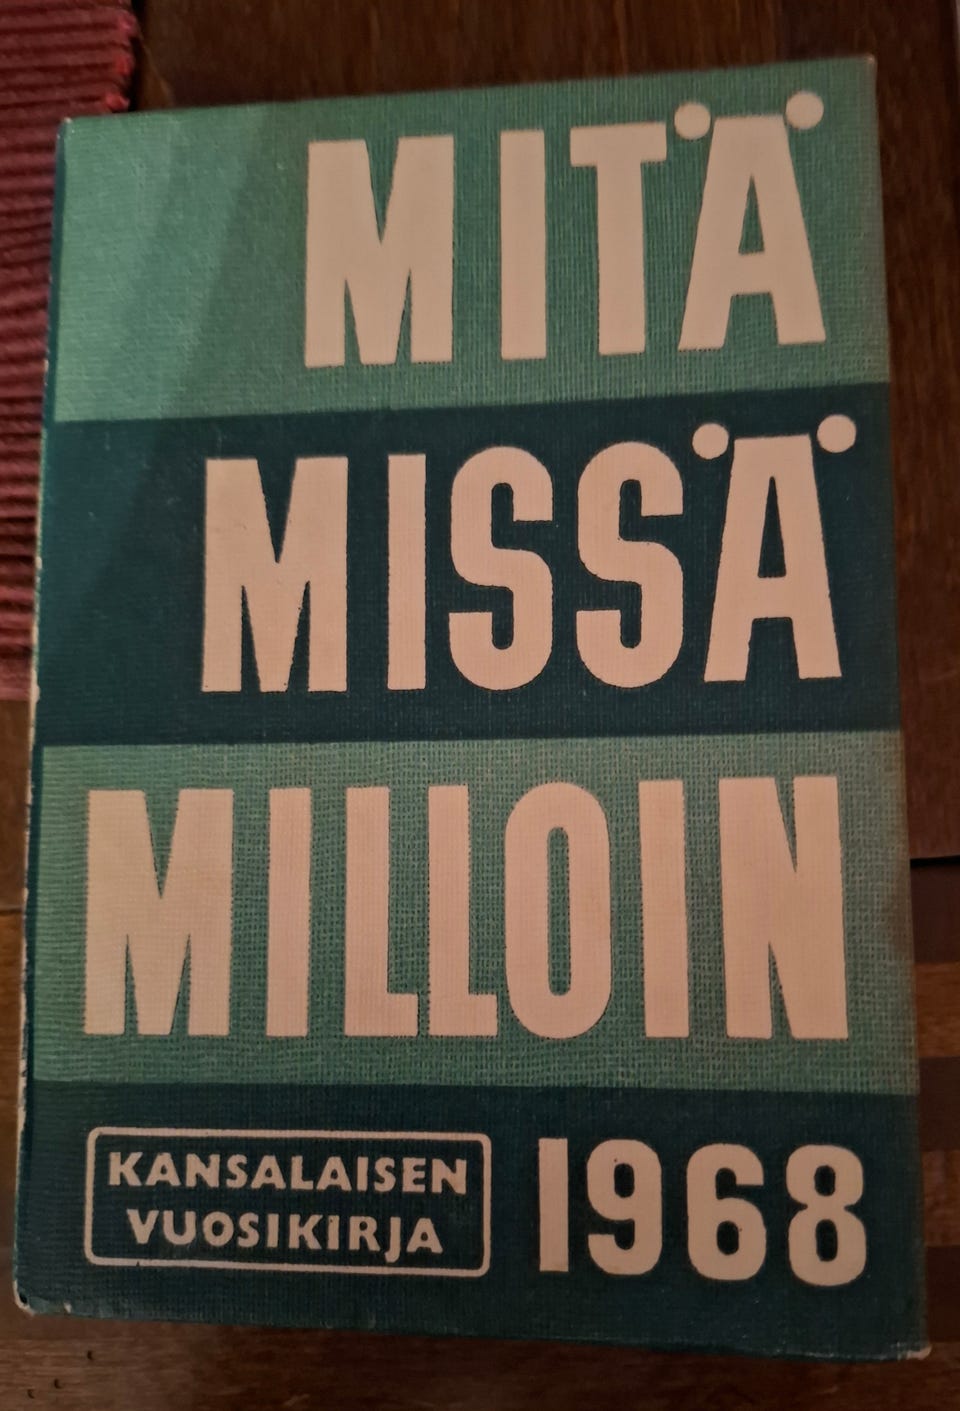 MITÄ
MISSÄ
MILLOIN
KANSALAISEN
VUOSIKIRJA
1968